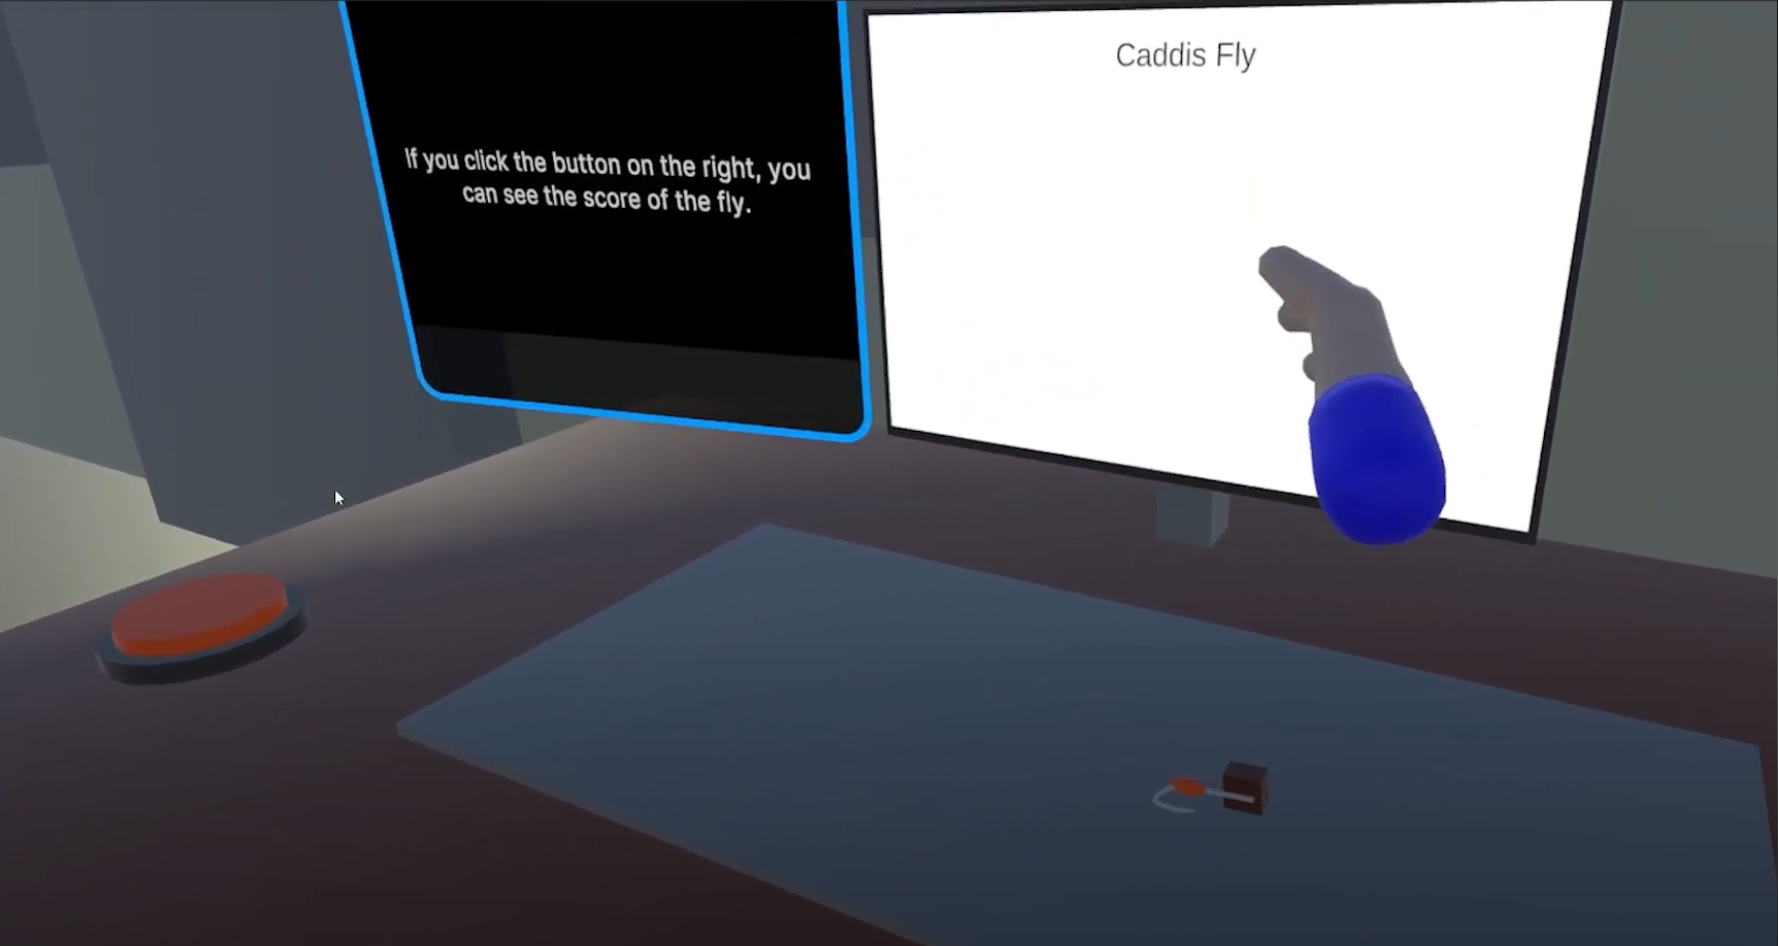 If you click the button on the right, you
can see the score of the fly.
Caddis Fly